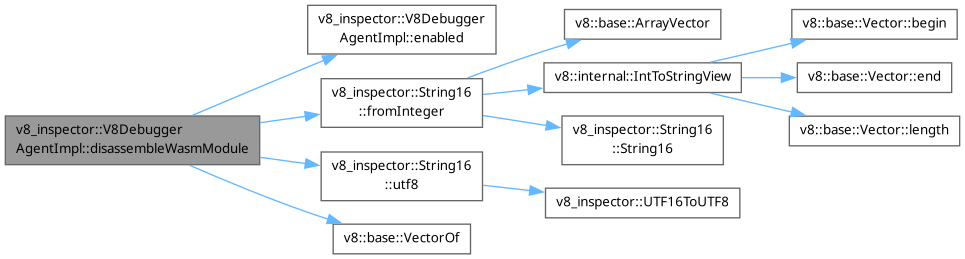 v8_inspector::V8Debugger
AgentImpl::disassembleWasmModule
v8_inspector::V8Debugger
AgentImpl::enabled
v8_inspector::String16
::fromInteger
v8_inspector::String16
::utf8
v8::base::VectorOf
v8::base::ArrayVector
v8::internal::IntToStringView
v8_inspector::String16
::String16
v8_inspector::UTF16ToUTF8
v8::base::Vector::begin
v8::base::Vector::end
v8::base::Vector::length